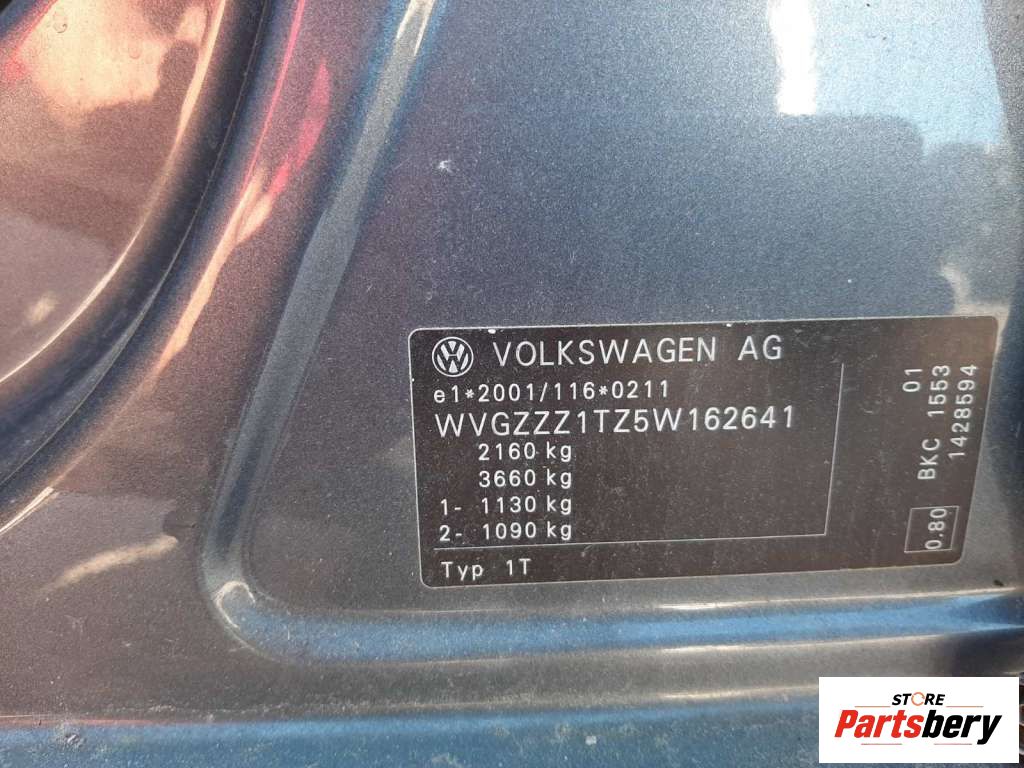 VOLKSWAGEN AG
e1*2001/116*0211
WVGZZZ1TZ5W162641
2160 kg
3660 kg
1- 1130 kg
2- 1090 kg
Typ 1T
01
BKC 1553
1428594
0.80
STORE
Partsbery